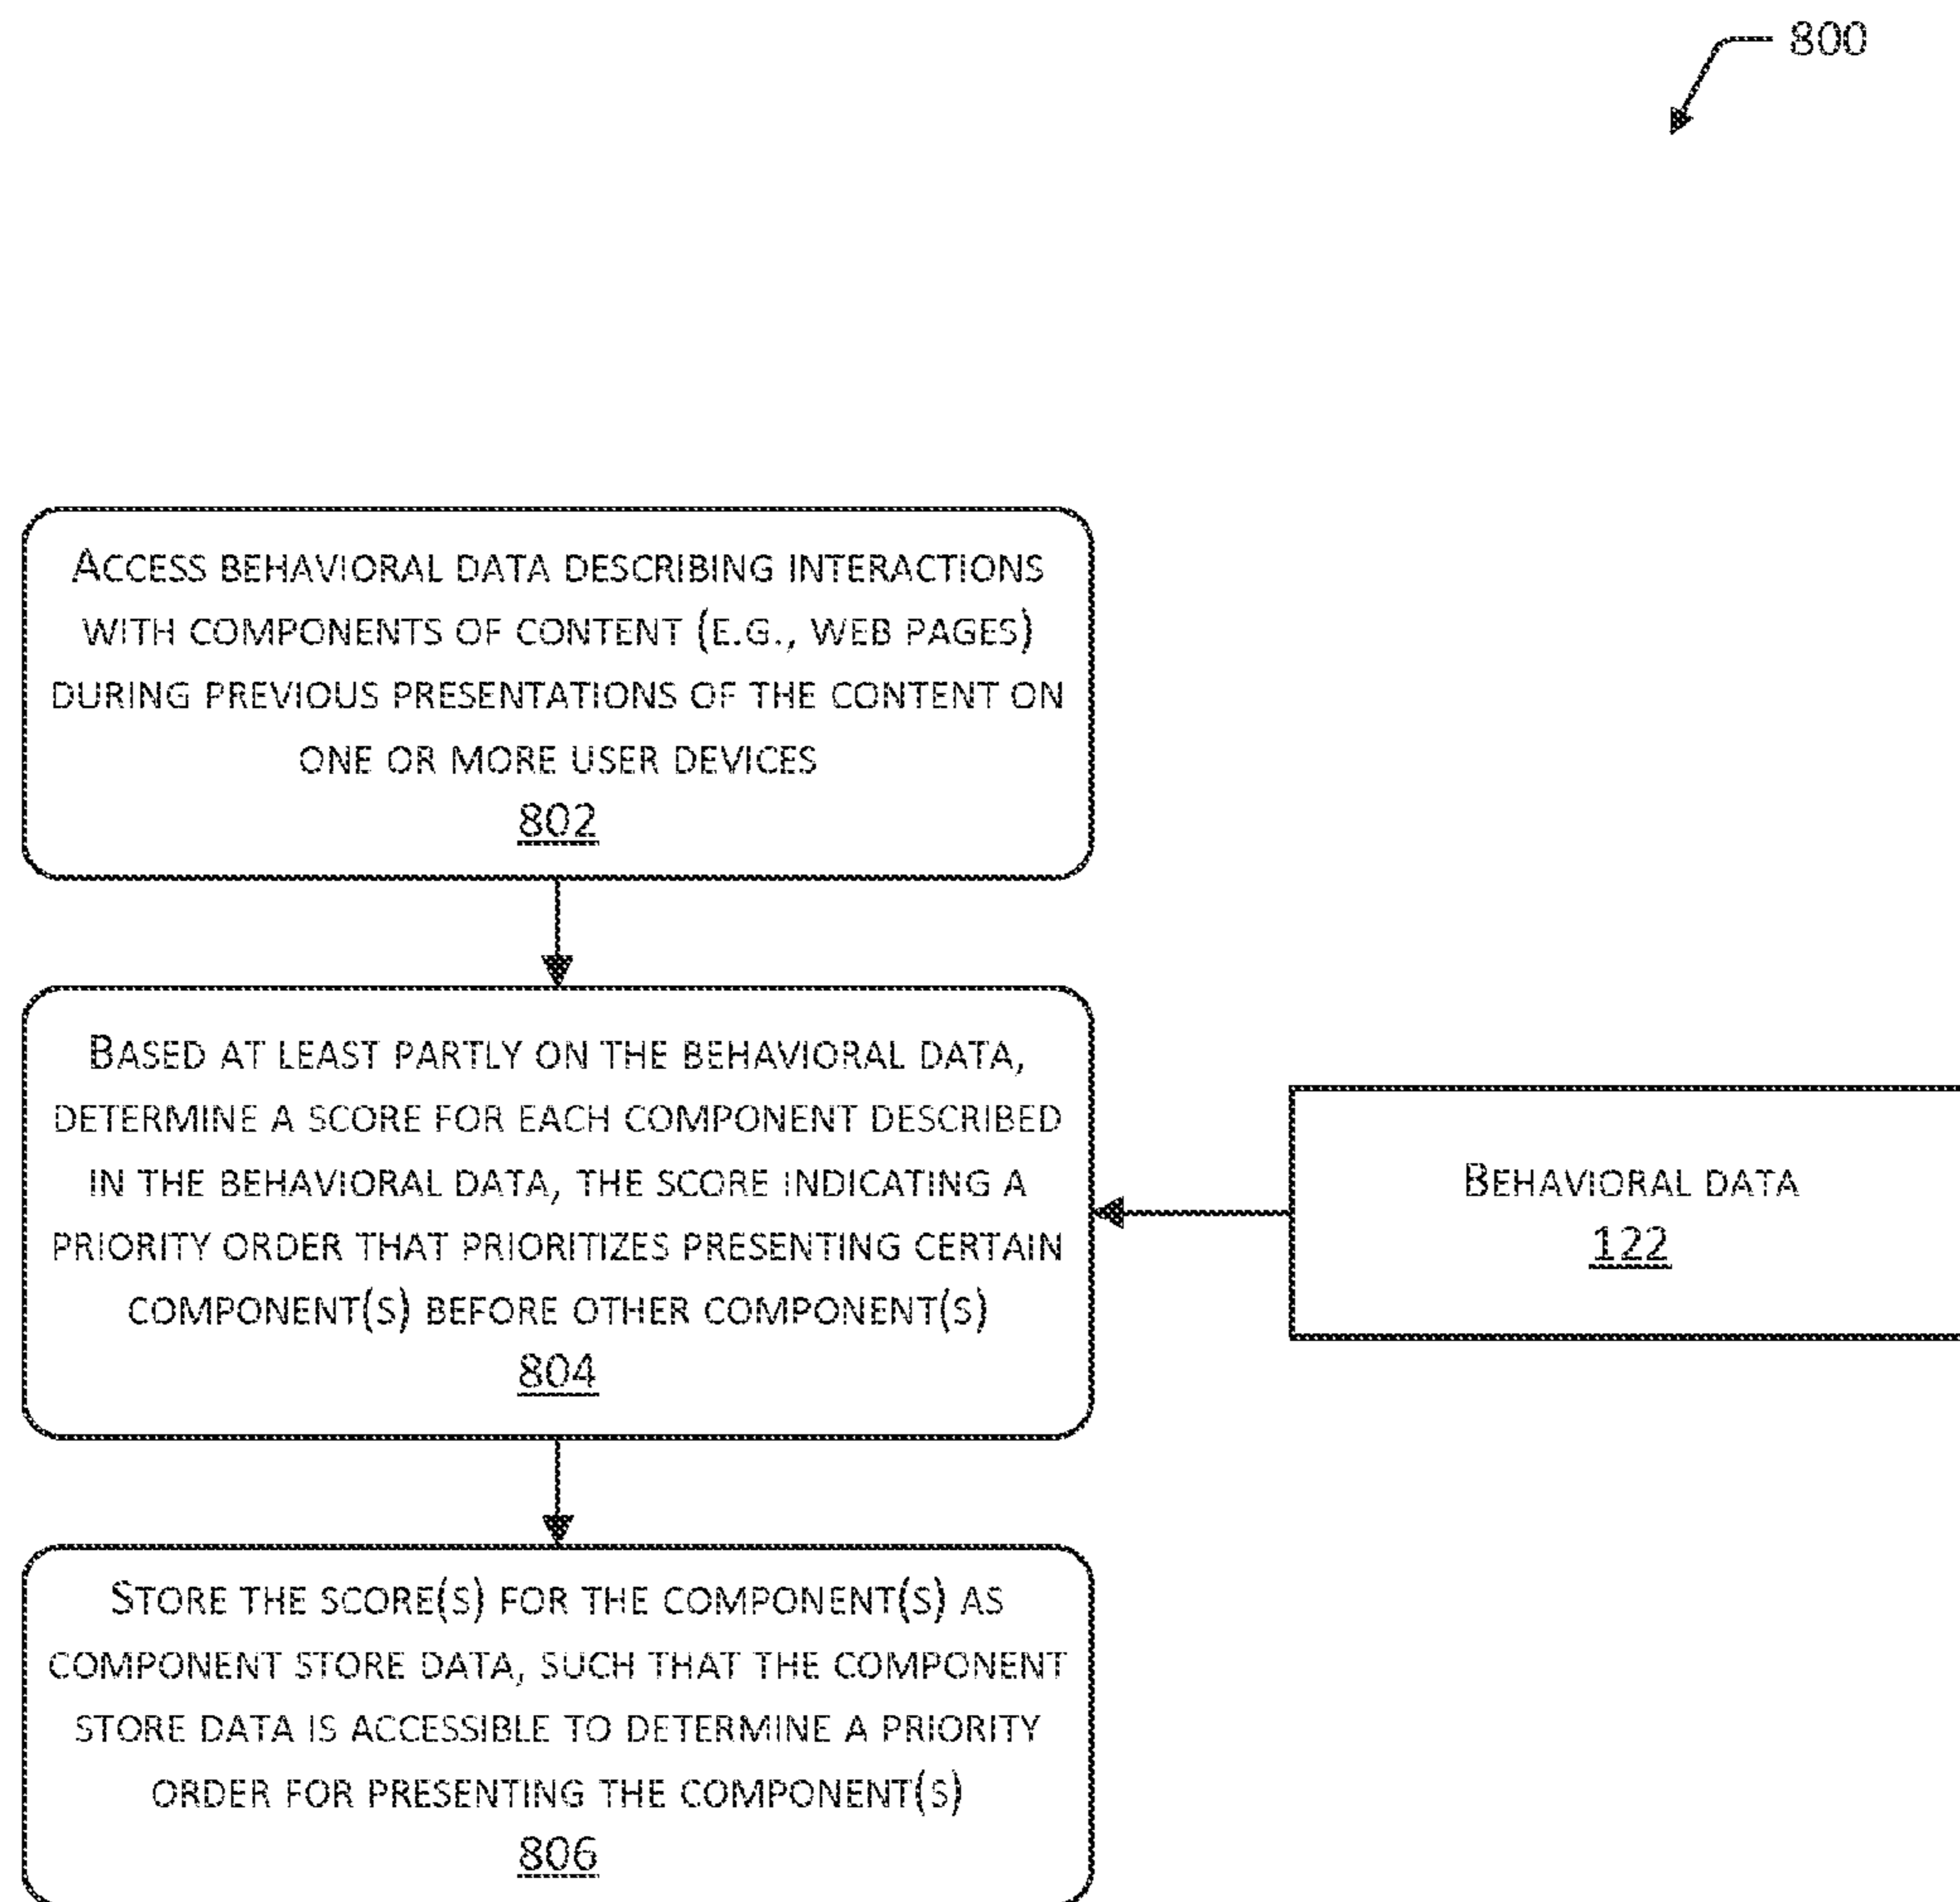 800
ACCESS BEHAVIORAL DATA DESCRIBING INTERACTIONS
WITH COMPONENTS OF CONTENT (E.G., WEB PAGES)
DURING PREVIOUS PRESENTATIONS OF THE CONTENT ON
ONE OR MORE USER DEVICES
802
BASED AT LEAST PARTLY ON THE BEHAVIORAL DATA,
DETERMINE A SCORE FOR EACH COMPONENT DESCRIBED
IN THE BEHAVIORAL DATA, THE SCORE INDICATING A
PRIORITY ORDER THAT PRIORITIZES PRESENTING CERTAIN
COMPONENT(S) BEFORE OTHER COMPONENT(S)
804
BEHAVIORAL DATA
122
STORE THE SCORE(S) FOR THE COMPONENT(S) AS
COMPONENT STORE DATA, SUCH THAT THE COMPONENT
STORE DATA IS ACCESSIBLE TO DETERMINE A PRIORITY
ORDER FOR PRESENTING THE COMPONENT(S)
806